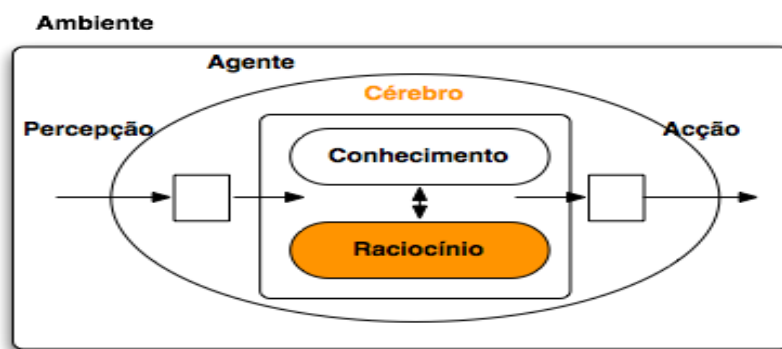 Ambiente
Agente
Cérebro
Percepção
Acção
Conhecimento
Raciocínio